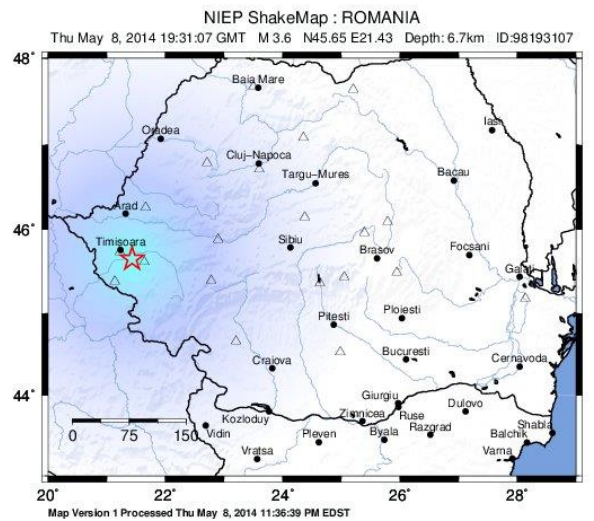 NIEP ShakeMap : ROMANIA
Thu May 8, 2014 19:31:07 GMT M 3.6 N45.65 E21.43 Depth: 6.7km ID:98193107
48°
Baia Mare
Oradea
Iasi
Cluj-Napoca
Targu-Mures
Bacau
Arad
46°
Timisoara
Sibiu
Brasov
Focsani
Galati
Pitesti
Ploiesti
Bucuresti
Craiova
Cernavoda
44°
Giurgiu
Kozloduy
Zimnicea
Ruse
Dulovo
0 75 150
Vidin
Pleven
Byala
Razgrad
Shabla
Balchik
Vratsa
Varna
20° 22° 24° 26° 28°
Map Version 1 Processed Thu May 8, 2014 11:36:39 PM EDST